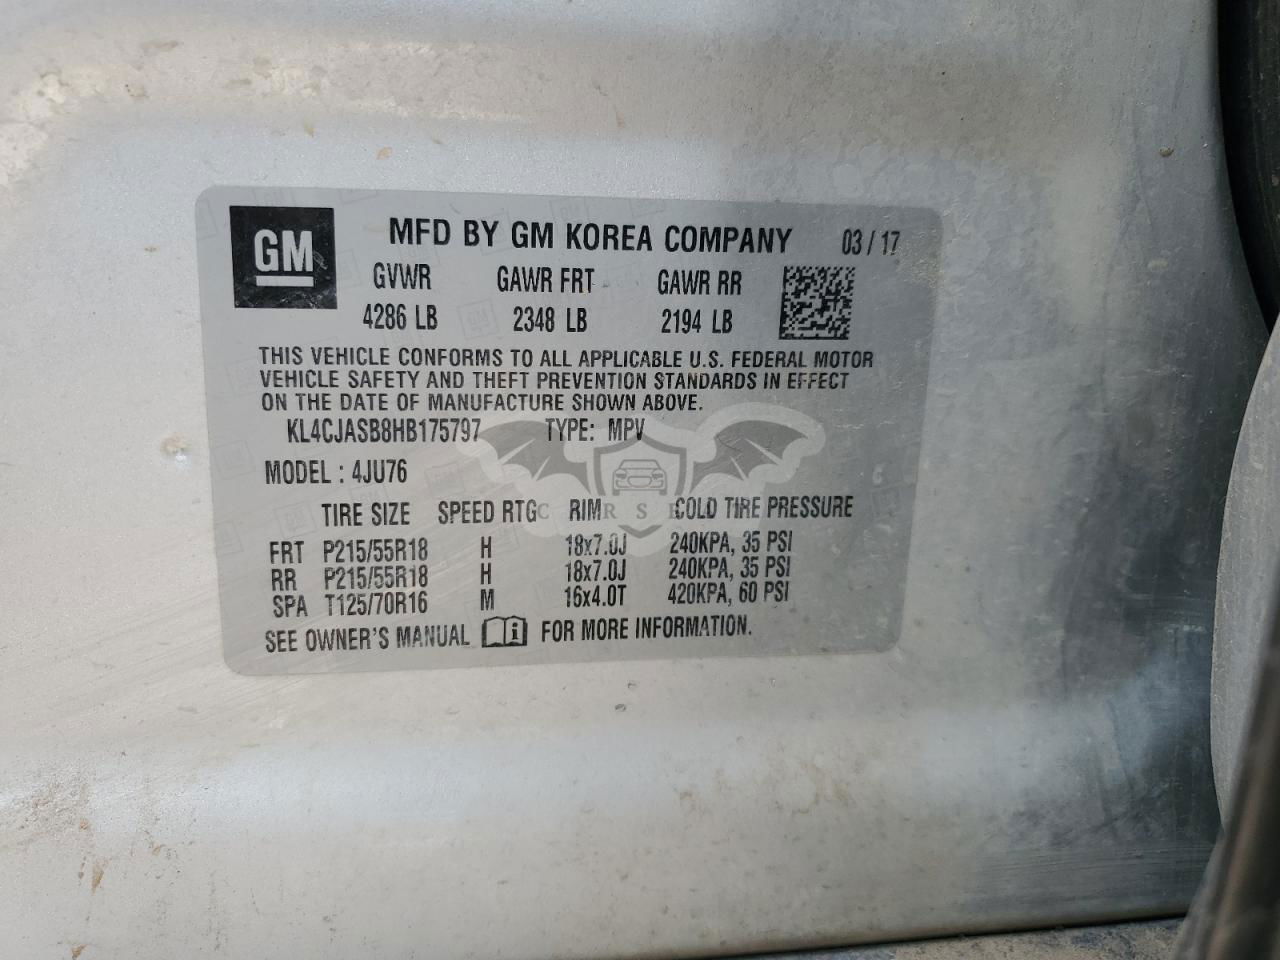 GM
MFD BY GM KOREA COMPANY 03 / 17
GVWR GAWR FRT GAWR RR
4286 LB 2348 LB 2194 LB
THIS VEHICLE CONFORMS TO ALL APPLICABLE U.S. FEDERAL MOTOR
VEHICLE SAFETY AND THEFT PREVENTION STANDARDS IN EFFECT
ON THE DATE OF MANUFACTURE SHOWN ABOVE.
KL4CJASB8HB175797 TYPE: MPV
MODEL : 4JU76
TIRE SIZE SPEED RTG RIM COLD TIRE PRESSURE
FRT P215/55R18 H 18x7.0J 240KPA, 35 PSI
RR P215/55R18 H 18x7.0J 240KPA, 35 PSI
SPA T125/70R16 M 16x4.0T 420KPA, 60 PSI
SEE OWNER'S MANUAL FOR MORE INFORMATION.